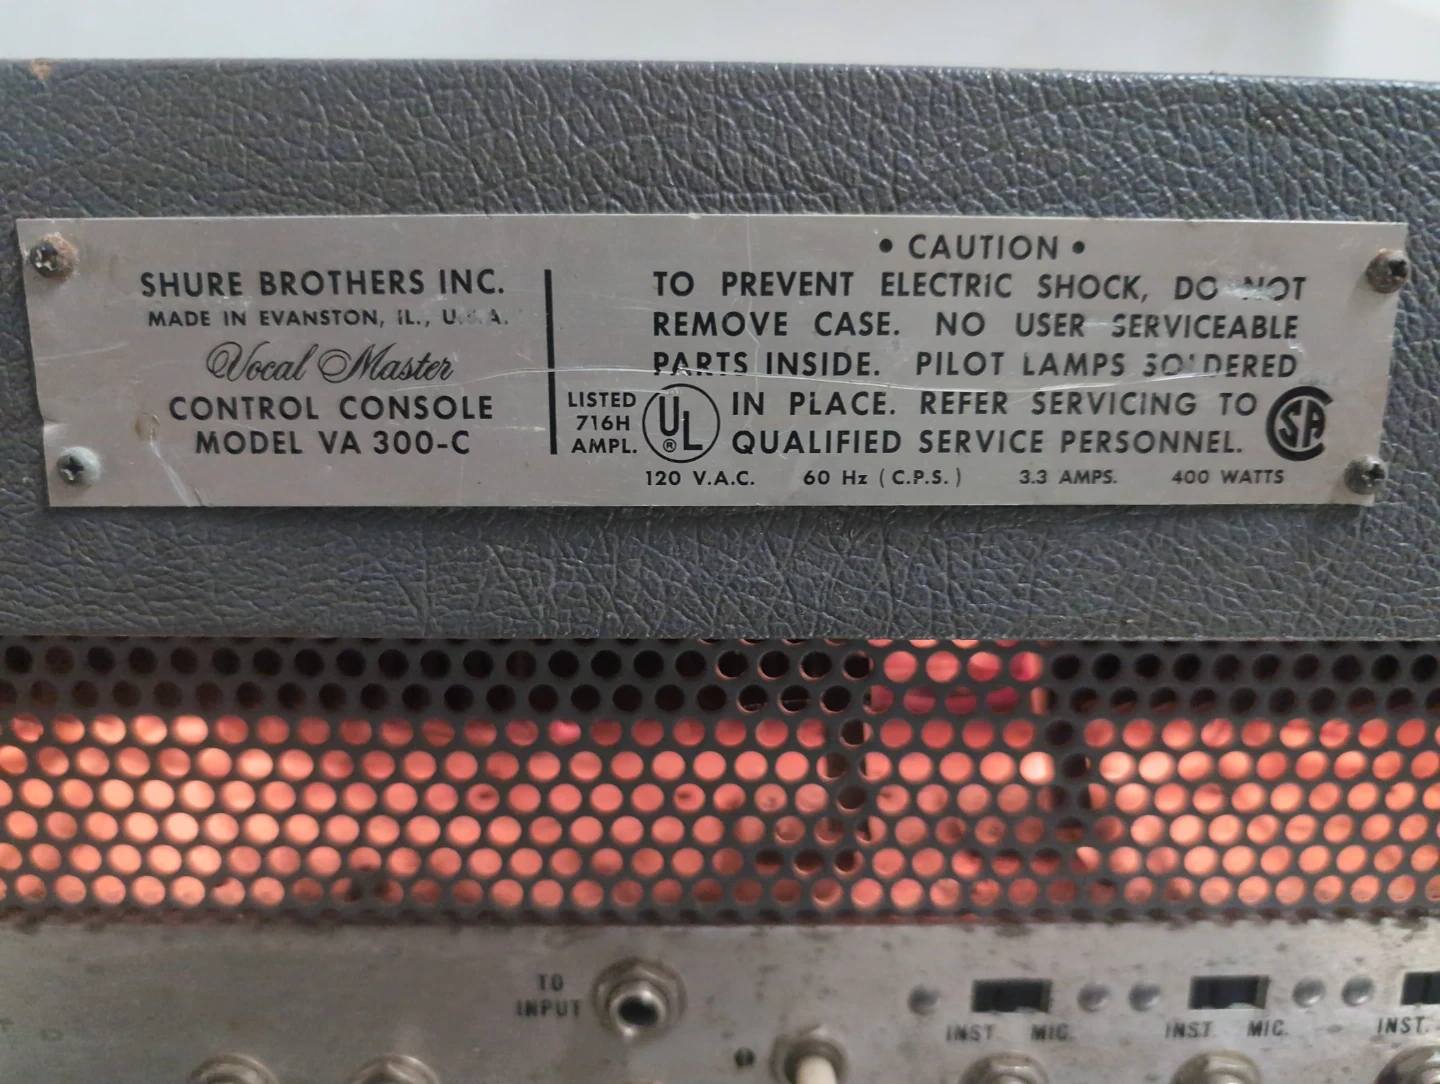 SHURE BROTHERS INC.
MADE IN EVANSTON, IL., U.S.A.
Vocal Master
CONTROL CONSOLE
MODEL VA 300-C
• CAUTION •
TO PREVENT ELECTRIC SHOCK, DO NOT
REMOVE CASE. NO USER SERVICEABLE
PARTS INSIDE. PILOT LAMPS SOLDERED
IN PLACE. REFER SERVICING TO
QUALIFIED SERVICE PERSONNEL.
LISTED
716H
AMPL.
UL
®
SA
120 V.A.C. 60 Hz (C.P.S.) 3.3 AMPS. 400 WATTS
TO
INPUT
INST. MIC.
INST MIC.
INST.